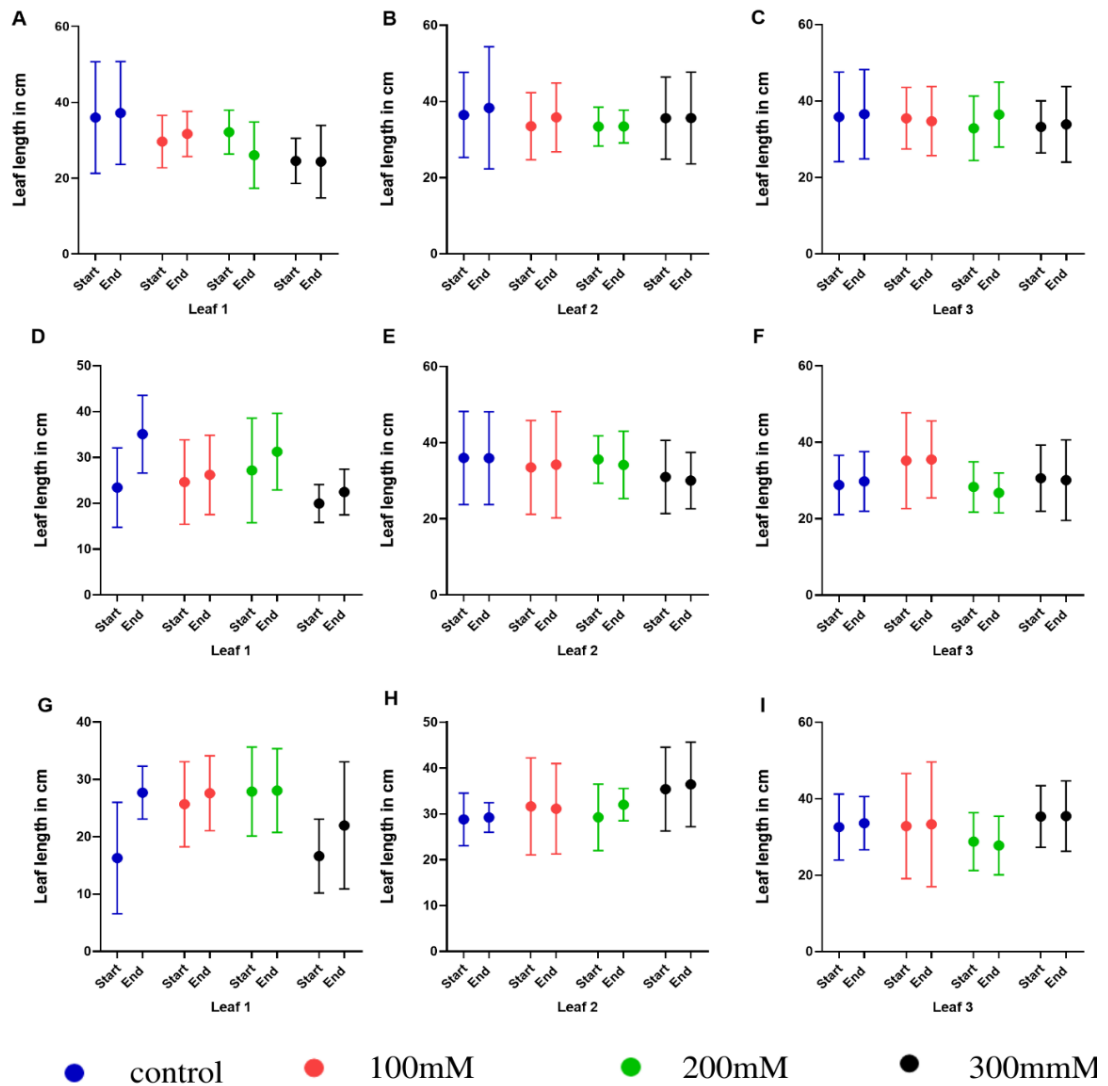 A
Leaf length in cm
60
40
20
0
Start End Start End Start End Start End
Leaf 1
B
Leaf length in cm
60
40
20
0
Start End Start End Start End Start End
Leaf 2
C
Leaf length in cm
60
40
20
0
Start End Start End Start End Start End
Leaf 3
D
Leaf length in cm
50
40
30
20
10
0
Start End Start End Start End Start End
Leaf 1
E
Leaf length in cm
60
40
20
0
Start End Start End Start End Start End
Leaf 2
F
Leaf length in cm
60
40
20
0
Start End Start End Start End Start End
Leaf 3
G
Leaf length in cm
40
30
20
10
0
Start End Start End Start End Start End
Leaf 1
H
Leaf length in cm
50
40
30
20
10
0
Start End Start End Start End Start End
Leaf 2
I
Leaf length in cm
60
40
20
0
Start End Start End Start End Start End
Leaf 3
control 100mM 200mM 300mmM